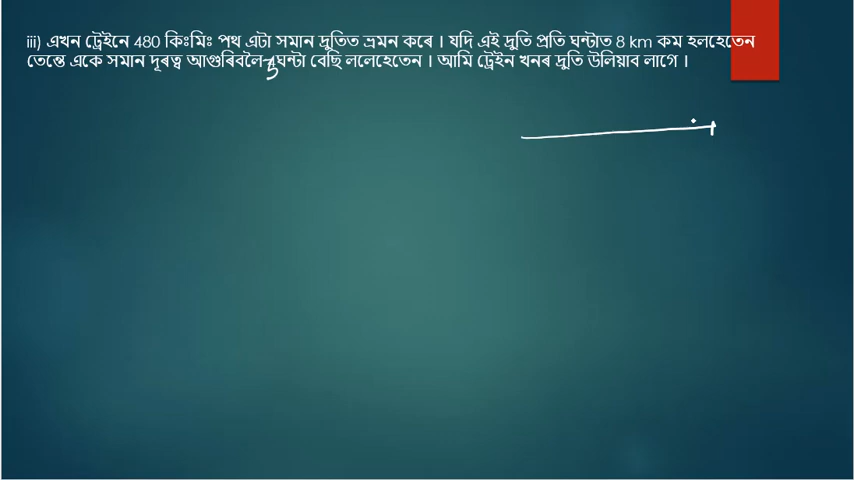 iii) এখন ট্ৰেইনে 480 কিঃমিঃ পথ এটা সমান দ্ৰুতিত ভ্ৰমন কৰে । যদি এই দ্ৰুতি প্ৰতি ঘন্টাত 8 km কম হলহেতেন
তেন্তে একে সমান দূৰত্ব আগুৰিবলৈ 3 ঘন্টা বেছি ললেহেতেন । আমি ট্ৰেইন খনৰ দ্ৰুতি উলিয়াব লাগে ।